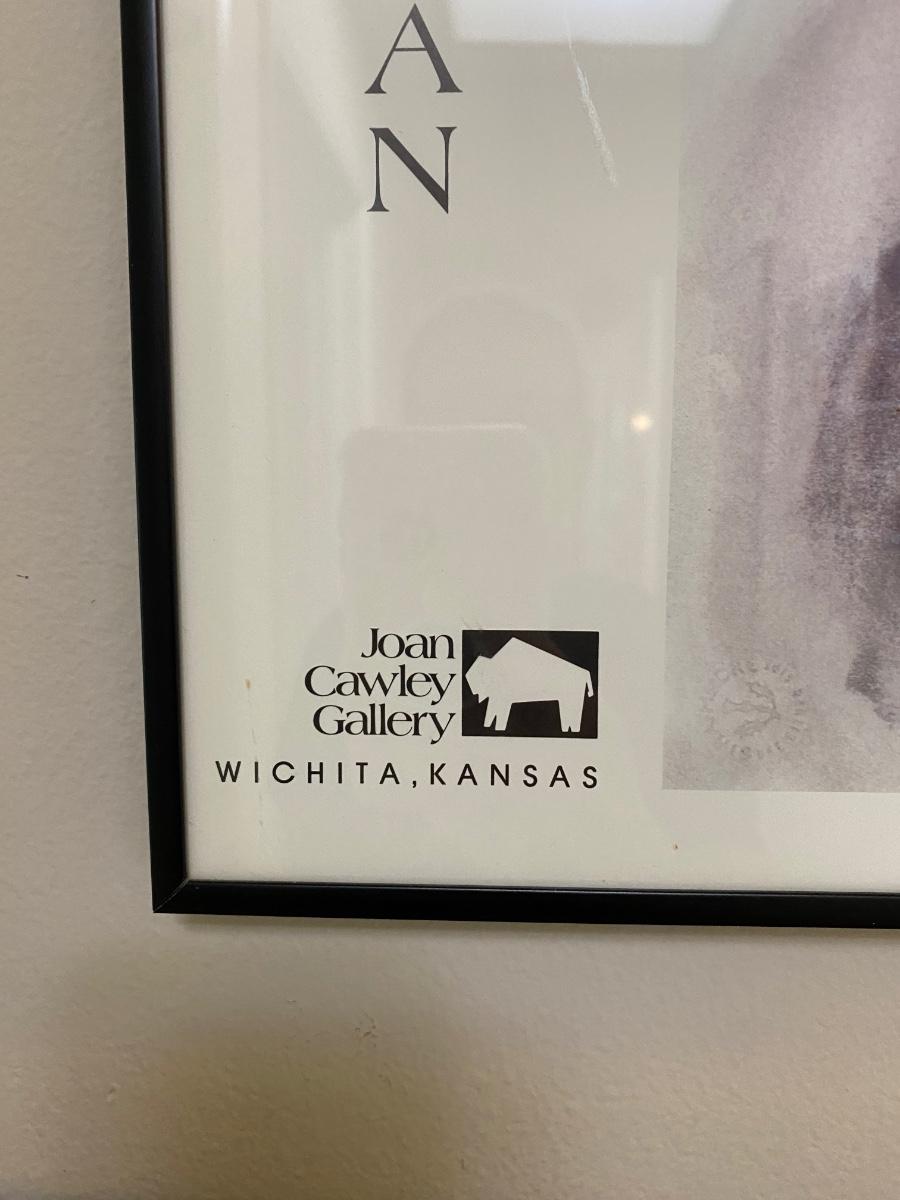 A
N
Joan
Cawley
Gallery
WICHITA, KANSAS